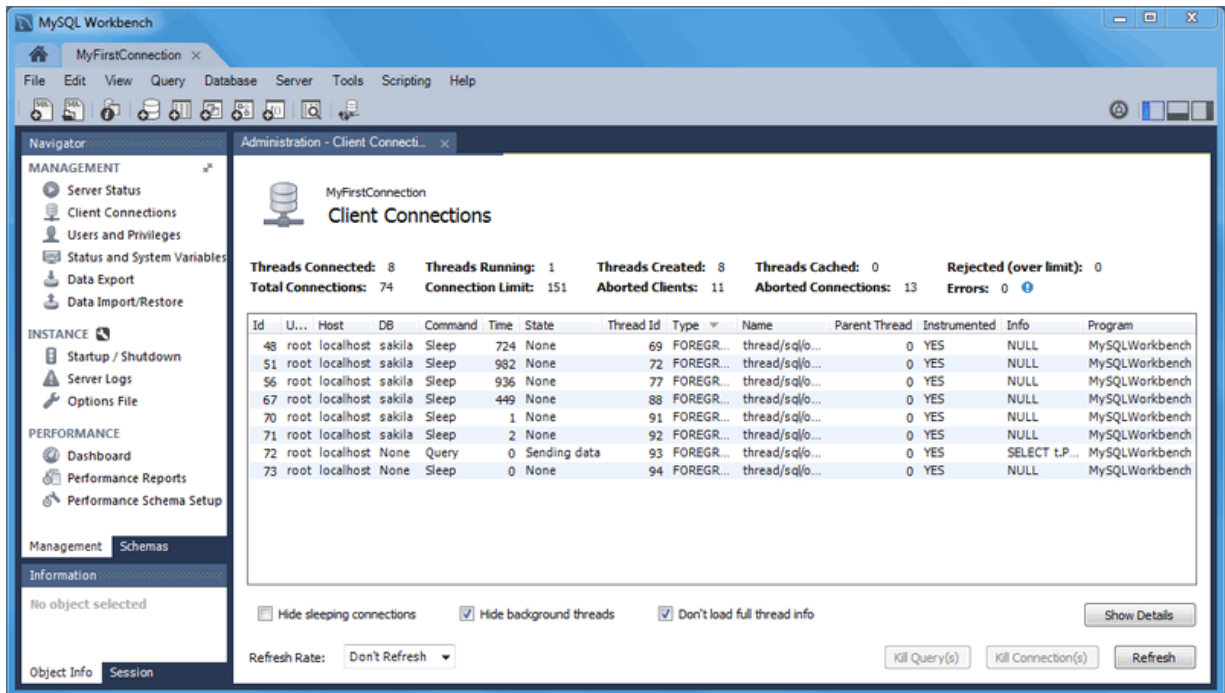 MySQL Workbench
MyFirstConnection
File Edit View Query Database Server Tools Scripting Help
Navigator
MANAGEMENT
Server Status
Client Connections
Users and Privileges
Status and System Variables
Data Export
Data Import/Restore
INSTANCE
Startup / Shutdown
Server Logs
Options File
PERFORMANCE
Dashboard
Performance Reports
Performance Schema Setup
Management Schemas
Information
No object selected
Object Info Session
Administration - Client Connecti...
MyFirstConnection
Client Connections
Threads Connected: 8 Threads Running: 1 Threads Created: 8 Threads Cached: 0 Rejected (over limit): 0
Total Connections: 74 Connection Limit: 151 Aborted Clients: 11 Aborted Connections: 13 Errors: 0
Id U... Host DB Command Time State Thread Id Type Name Parent Thread Instrumented Info Program
48 root localhost sakila Sleep 724 None 69 FOREGR... thread/sql/o... 0 YES NULL MySQLWorkbench
51 root localhost sakila Sleep 982 None 72 FOREGR... thread/sql/o... 0 YES NULL MySQLWorkbench
56 root localhost sakila Sleep 936 None 77 FOREGR... thread/sql/o... 0 YES NULL MySQLWorkbench
67 root localhost sakila Sleep 449 None 88 FOREGR... thread/sql/o... 0 YES NULL MySQLWorkbench
70 root localhost sakila Sleep 1 None 91 FOREGR... thread/sql/o... 0 YES NULL MySQLWorkbench
71 root localhost sakila Sleep 2 None 92 FOREGR... thread/sql/o... 0 YES NULL MySQLWorkbench
72 root localhost None Query 0 Sending data 93 FOREGR... thread/sql/o... 0 YES SELECT t.P... MySQLWorkbench
73 root localhost None Sleep 0 None 94 FOREGR... thread/sql/o... 0 YES NULL MySQLWorkbench
Hide sleeping connections Hide background threads Don't load full thread info Show Details
Refresh Rate: Don't Refresh Kill Query(s) Kill Connection(s) Refresh